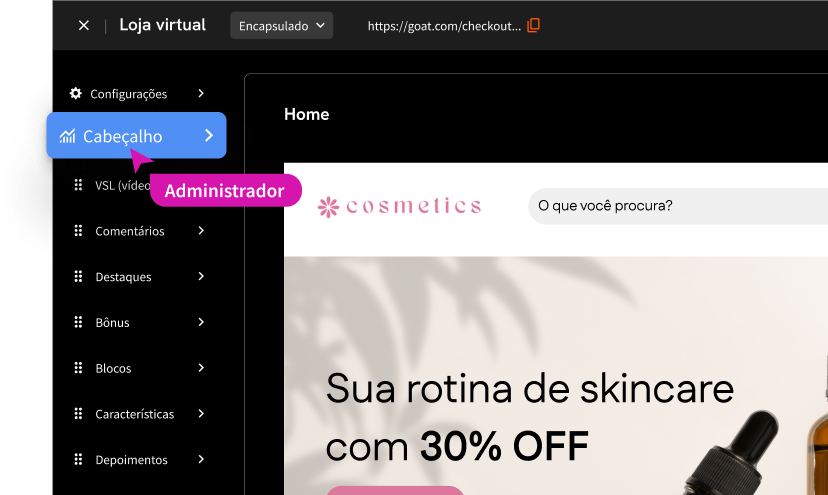 Loja virtual
Encapsulado
https://goat.com/checkout...
Configurações
Cabeçalho
VSL (vídeo
Administrador
Comentários
Destaques
Bônus
Blocos
Características
Depoimentos
Home
cosmetics
O que você procura?
Sua rotina de skincare
com 30% OFF